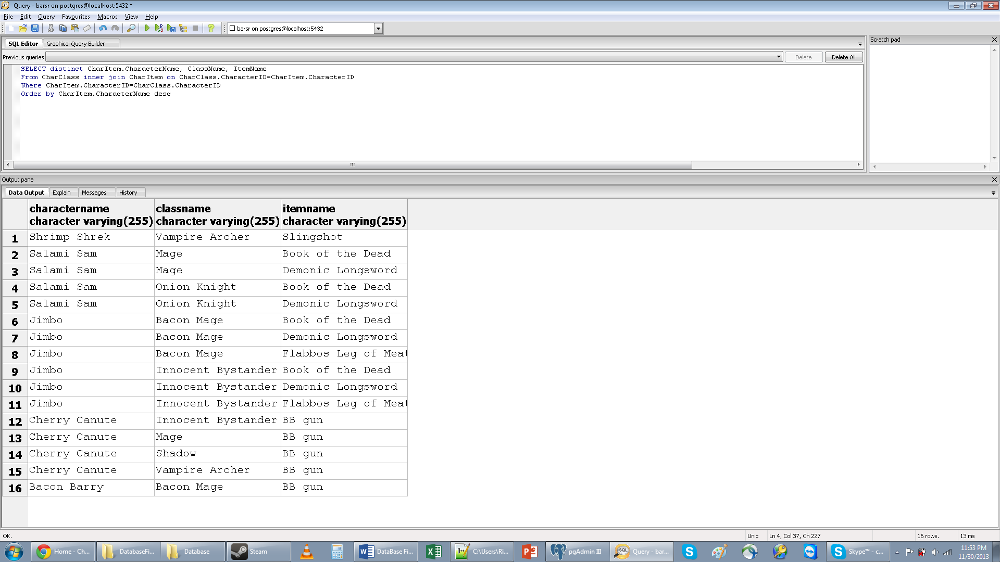 Query - barsr on postgres@localhost:5432 *
File Edit Query Favourites Macros View Help
barsr on postgres@localhost:5432
SQL Editor Graphical Query Builder
Scratch pad
Previous queries Delete Delete All
SELECT distinct CharItem.CharacterName, ClassName, ItemName
From CharClass inner join CharItem on CharClass.CharacterID=CharItem.CharacterID
Where CharItem.CharacterID=CharClass.CharacterID
Order by CharItem.CharacterName desc
Output pane
Data Output Explain Messages History
charactername classname itemname
character varying(255) character varying(255) character varying(255)
1 Shrimp Shrek Vampire Archer Slingshot
2 Salami Sam Mage Book of the Dead
3 Salami Sam Mage Demonic Longsword
4 Salami Sam Onion Knight Book of the Dead
5 Salami Sam Onion Knight Demonic Longsword
6 Jimbo Bacon Mage Book of the Dead
7 Jimbo Bacon Mage Demonic Longsword
8 Jimbo Bacon Mage Flabbos Leg of Meat
9 Jimbo Innocent Bystander Book of the Dead
10 Jimbo Innocent Bystander Demonic Longsword
11 Jimbo Innocent Bystander Flabbos Leg of Meat
12 Cherry Canute Innocent Bystander BB gun
13 Cherry Canute Mage BB gun
14 Cherry Canute Shadow BB gun
15 Cherry Canute Vampire Archer BB gun
16 Bacon Barry Bacon Mage BB gun
OK. Unix Ln 4, Col 37, Ch 227 16 rows. 13 ms
Home - Ch... DatabaseFi... Database Steam DataBase Fi... C:\Users\Ri... pgAdmin III Query - bar... Skype™ - c... 11:53 PM
11/30/2013